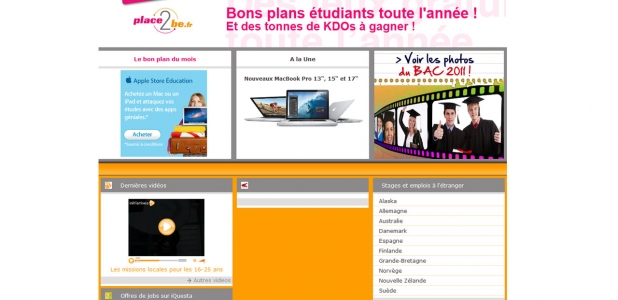 place2be.fr
Bons plans étudiants toute l'année !
Et des tonnes de KDOs à gagner !
toute l'année
Le bon plan du mois
A la Une
> Voir les photos
du BAC 2011 !
Apple Store Education
Achetez un Mac ou un
iPad et attaquez vos
études avec des apps
géniales.*
Acheter
Nouveaux MacBook Pro 13", 15" et 17"
Dernières vidéos
Stages et emplois à l'étranger
Les missions locales pour les 16-25 ans
Autres videos
Offres de jobs sur iQuesta
Alaska
Allemagne
Australie
Danemark
Espagne
Finlande
Grande-Bretagne
Norvège
Nouvelle Zélande
Suède